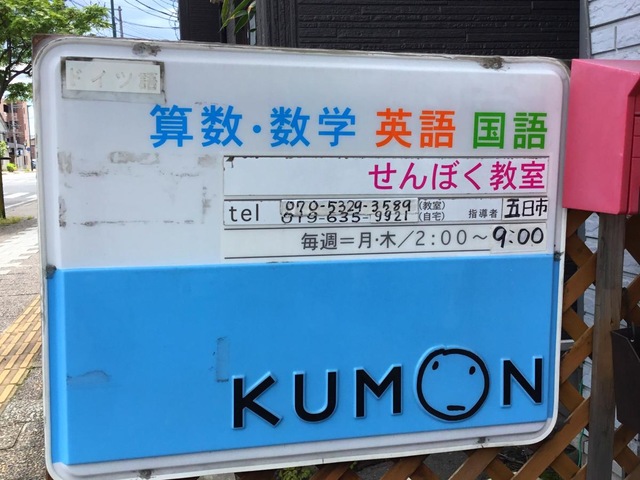 ドイツ語
算数・数学 英語 国語
せんぼく教室
tel 070-5329-3589 (教室) 019-635-9921 (自宅) 指導者 五日市
毎週=月・木/2:00〜9:00
KUMON